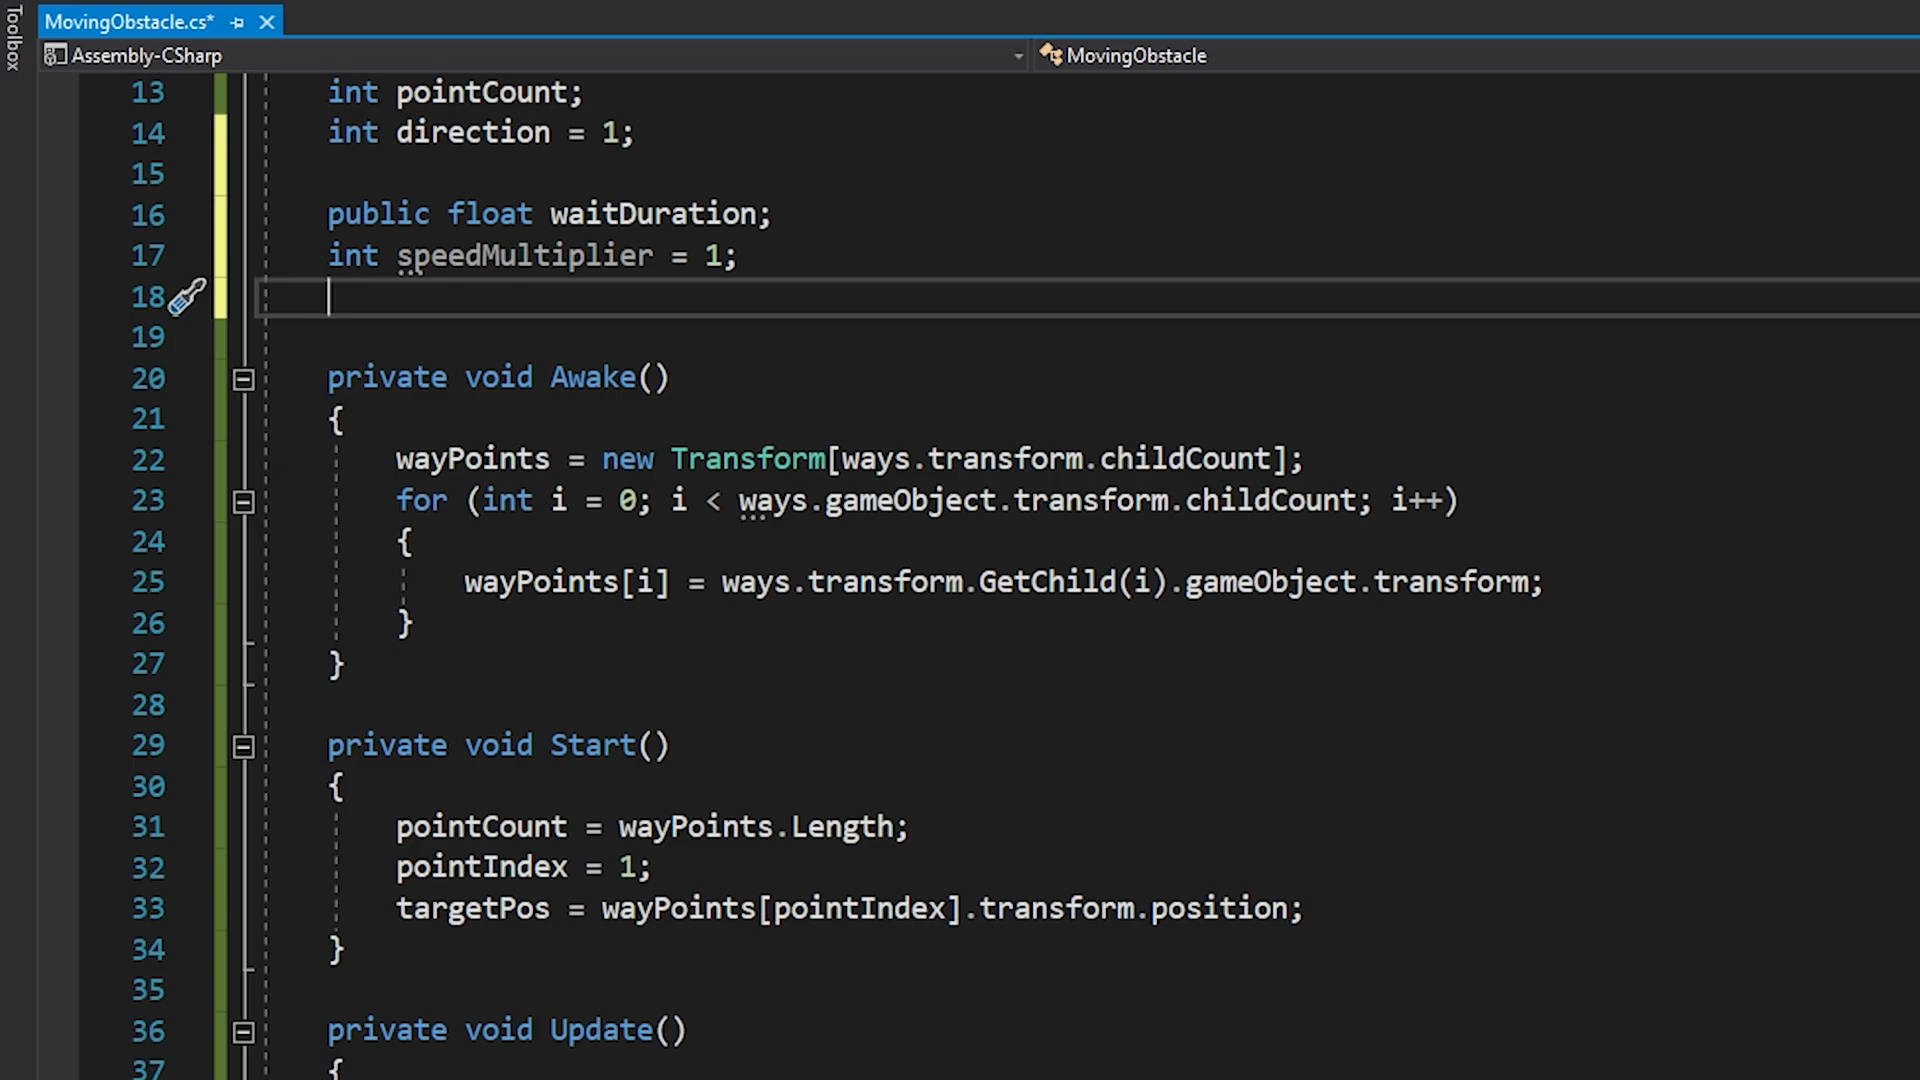 Toolbox
MovingObstacle.cs*
Assembly-CSharp
MovingObstacle
13 int pointCount;
14 int direction = 1;
15
16 public float waitDuration;
17 int speedMultiplier = 1;
18
19
20 private void Awake()
21 {
22 wayPoints = new Transform[ways.transform.childCount];
23 for (int i = 0; i < ways.gameObject.transform.childCount; i++)
24 {
25 wayPoints[i] = ways.transform.GetChild(i).gameObject.transform;
26 }
27 }
28
29 private void Start()
30 {
31 pointCount = wayPoints.Length;
32 pointIndex = 1;
33 targetPos = wayPoints[pointIndex].transform.position;
34 }
35
36 private void Update()
37 {